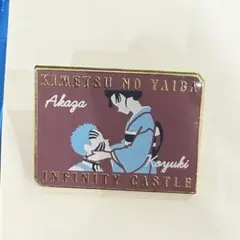 KIMETSU NO YAIBA
Akaza
Koyuki
INFINITY CASTLE